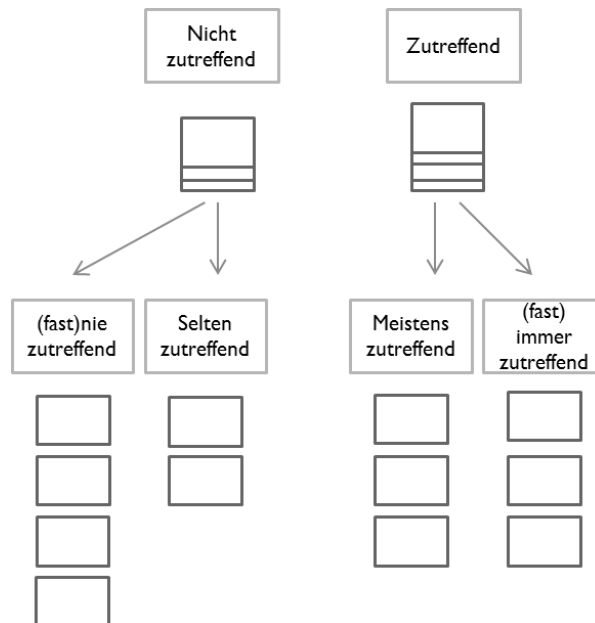 Nicht
zutreffend
Zutreffend
(fast)nie
zutreffend
Selten
zutreffend
Meistens
zutreffend
(fast)
immer
zutreffend